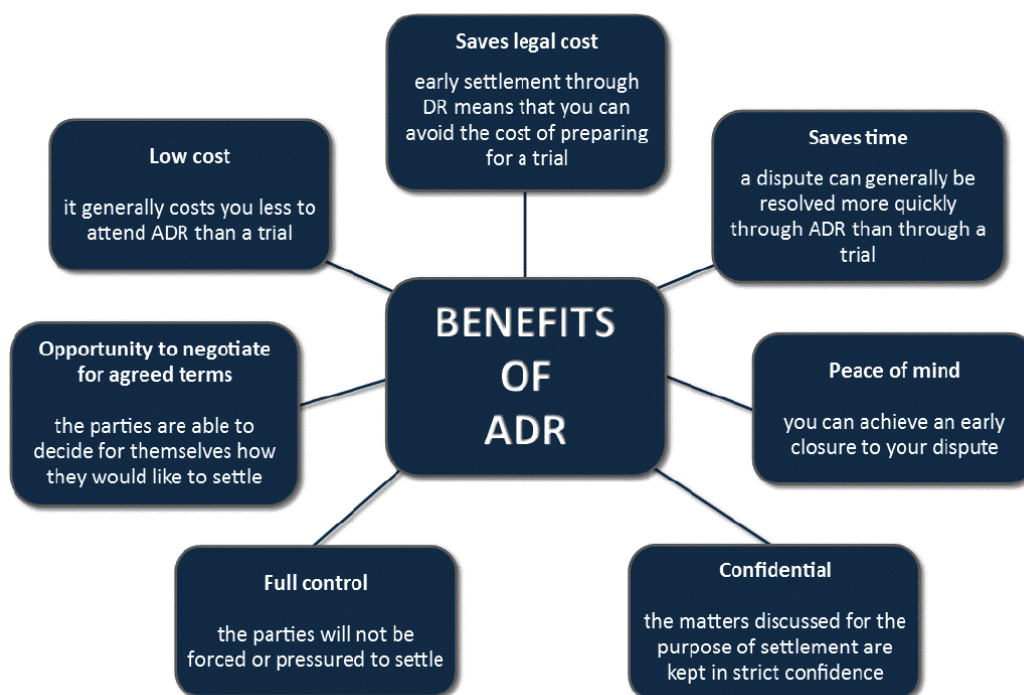 Saves legal cost
early settlement through
DR means that you can
avoid the cost of preparing
for a trial
Low cost
it generally costs you less to
attend ADR than a trial
Saves time
a dispute can generally be
resolved more quickly
through ADR than through a
trial
BENEFITS
OF
ADR
Opportunity to negotiate
for agreed terms
the parties are able to
decide for themselves how
they would like to settle
Peace of mind
you can achieve an early
closure to your dispute
Full control
the parties will not be
forced or pressured to settle
Confidential
the matters discussed for the
purpose of settlement are
kept in strict confidence